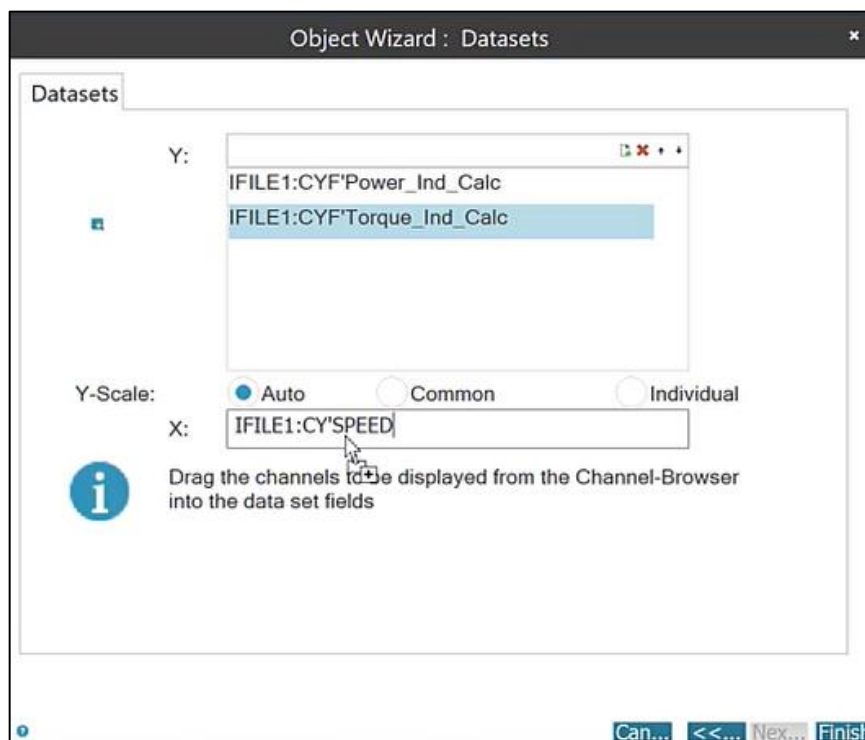 Object Wizard : Datasets
Datasets
Y:
IFILE1:CYF'Power_Ind_Calc
IFILE1:CYF'Torque_Ind_Calc
Y-Scale: Auto Common Individual
X: IFILE1:CY'SPEED
Drag the channels to be displayed from the Channel-Browser
into the data set fields
Can... <<... Nex... Finish